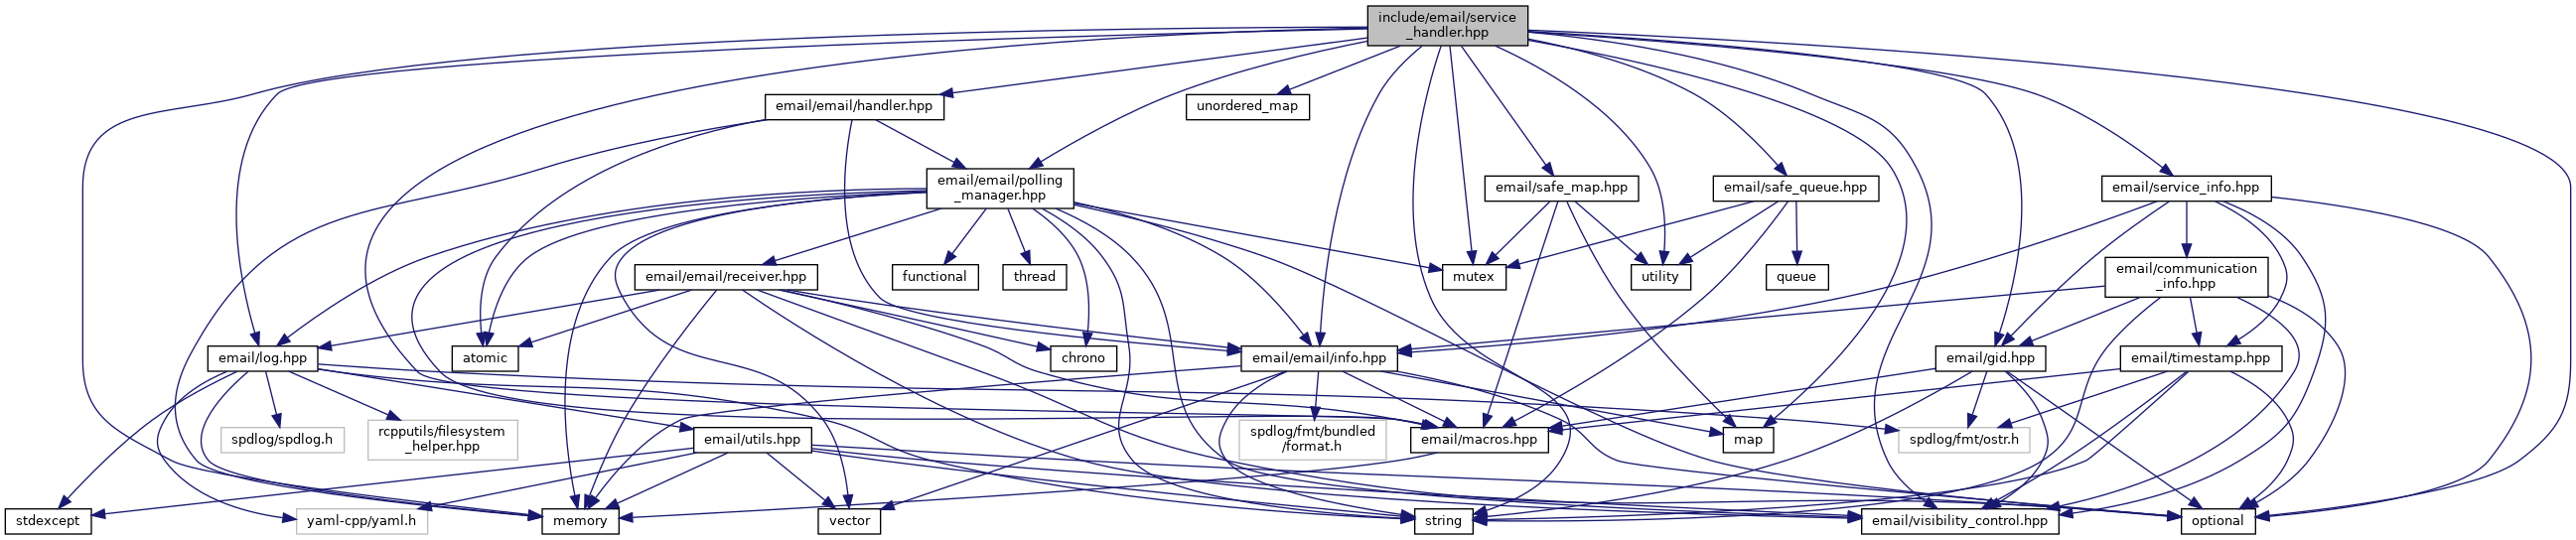 include/email/service
_handler.hpp
email/email/handler.hpp
unordered_map
email/email/polling
_manager.hpp
email/safe_map.hpp
email/safe_queue.hpp
email/service_info.hpp
email/email/receiver.hpp
functional
thread
mutex
utility
queue
email/communication
_info.hpp
email/log.hpp
atomic
chrono
email/email/info.hpp
email/gid.hpp
email/timestamp.hpp
spdlog/spdlog.h
rcpputils/filesystem
_helper.hpp
email/utils.hpp
spdlog/fmt/bundled
/format.h
email/macros.hpp
map
spdlog/fmt/ostr.h
stdexcept
yaml-cpp/yaml.h
memory
vector
string
email/visibility_control.hpp
optional